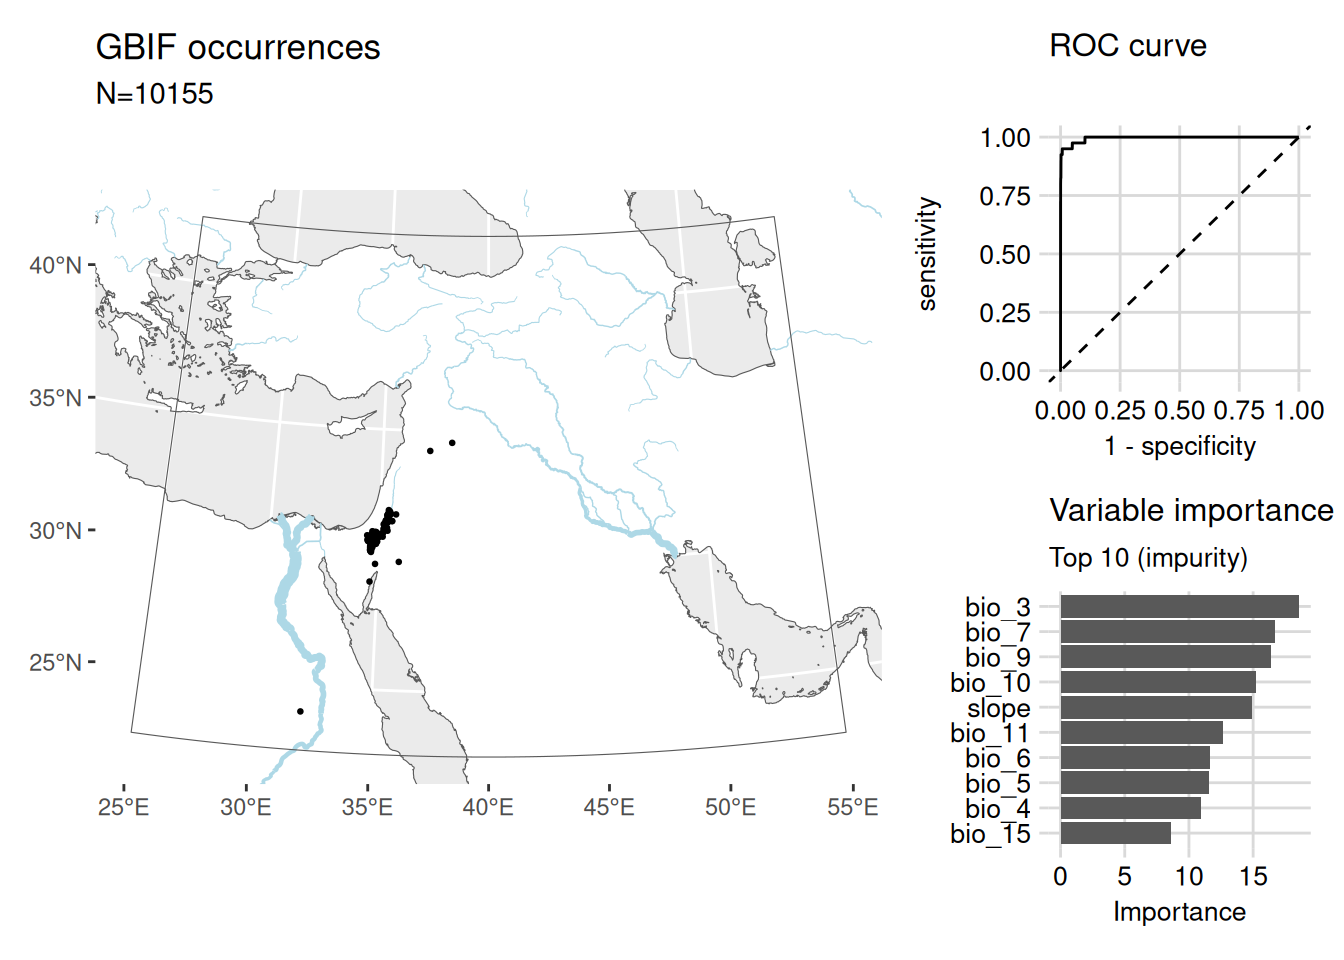 GBIF occurrences
N=10155
40°N
35°N
30°N
25°N
25°E 30°E 35°E 40°E 45°E 50°E 55°E
ROC curve
sensitivity
1.00
0.75
0.50
0.25
0.00
0.00 0.25 0.50 0.75 1.00
1 - specificity
Variable importance
Top 10 (impurity)
bio_3
bio_7
bio_9
bio_10
slope
bio_11
bio_6
bio_5
bio_4
bio_15
0 5 10 15
Importance